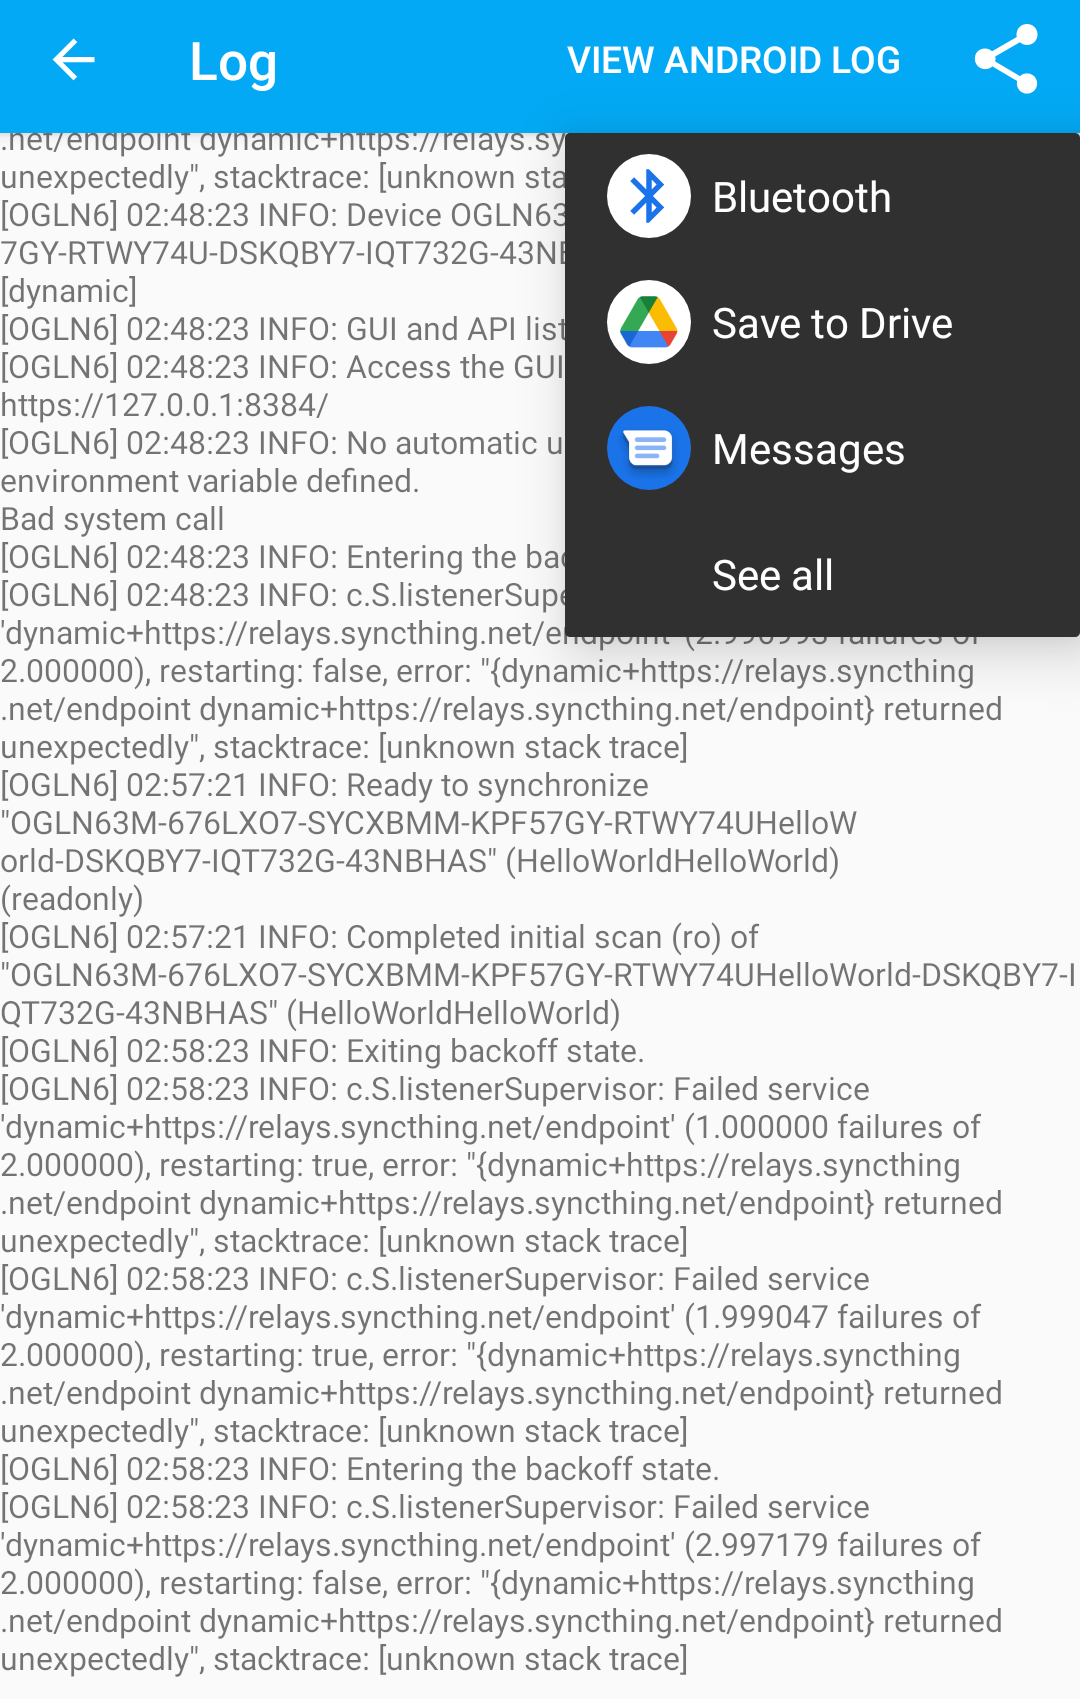 Log
VIEW ANDROID LOG
Bluetooth
Save to Drive
Messages
See all
.net/endpoint dynamic+https://relays.sy
unexpectedly", stacktrace: [unknown sta
[OGLN6] 02:48:23 INFO: Device OGLN63
7GY-RTWY74U-DSKQBY7-IQT732G-43NB
[dynamic]
[OGLN6] 02:48:23 INFO: GUI and API list
[OGLN6] 02:48:23 INFO: Access the GUI
https://127.0.0.1:8384/
[OGLN6] 02:48:23 INFO: No automatic u
environment variable defined.
Bad system call
[OGLN6] 02:48:23 INFO: Entering the bac
[OGLN6] 02:48:23 INFO: c.S.listenerSupe
'dynamic+https://relays.syncthing.net/endpoint' failures of
2.000000), restarting: false, error: "{dynamic+https://relays.syncthing
.net/endpoint dynamic+https://relays.syncthing.net/endpoint} returned
unexpectedly", stacktrace: [unknown stack trace]
[OGLN6] 02:57:21 INFO: Ready to synchronize
"OGLN63M-676LXO7-SYCXBMM-KPF57GY-RTWY74UHelloW
orld-DSKQBY7-IQT732G-43NBHAS" (HelloWorldHelloWorld)
(readonly)
[OGLN6] 02:57:21 INFO: Completed initial scan (ro) of
"OGLN63M-676LXO7-SYCXBMM-KPF57GY-RTWY74UHelloWorld-DSKQBY7-I
QT732G-43NBHAS" (HelloWorldHelloWorld)
[OGLN6] 02:58:23 INFO: Exiting backoff state.
[OGLN6] 02:58:23 INFO: c.S.listenerSupervisor: Failed service
'dynamic+https://relays.syncthing.net/endpoint' (1.000000 failures of
2.000000), restarting: true, error: "{dynamic+https://relays.syncthing
.net/endpoint dynamic+https://relays.syncthing.net/endpoint} returned
unexpectedly", stacktrace: [unknown stack trace]
[OGLN6] 02:58:23 INFO: c.S.listenerSupervisor: Failed service
'dynamic+https://relays.syncthing.net/endpoint' (1.999047 failures of
2.000000), restarting: true, error: "{dynamic+https://relays.syncthing
.net/endpoint dynamic+https://relays.syncthing.net/endpoint} returned
unexpectedly", stacktrace: [unknown stack trace]
[OGLN6] 02:58:23 INFO: Entering the backoff state.
[OGLN6] 02:58:23 INFO: c.S.listenerSupervisor: Failed service
'dynamic+https://relays.syncthing.net/endpoint' (2.997179 failures of
2.000000), restarting: false, error: "{dynamic+https://relays.syncthing
.net/endpoint dynamic+https://relays.syncthing.net/endpoint} returned
unexpectedly", stacktrace: [unknown stack trace]